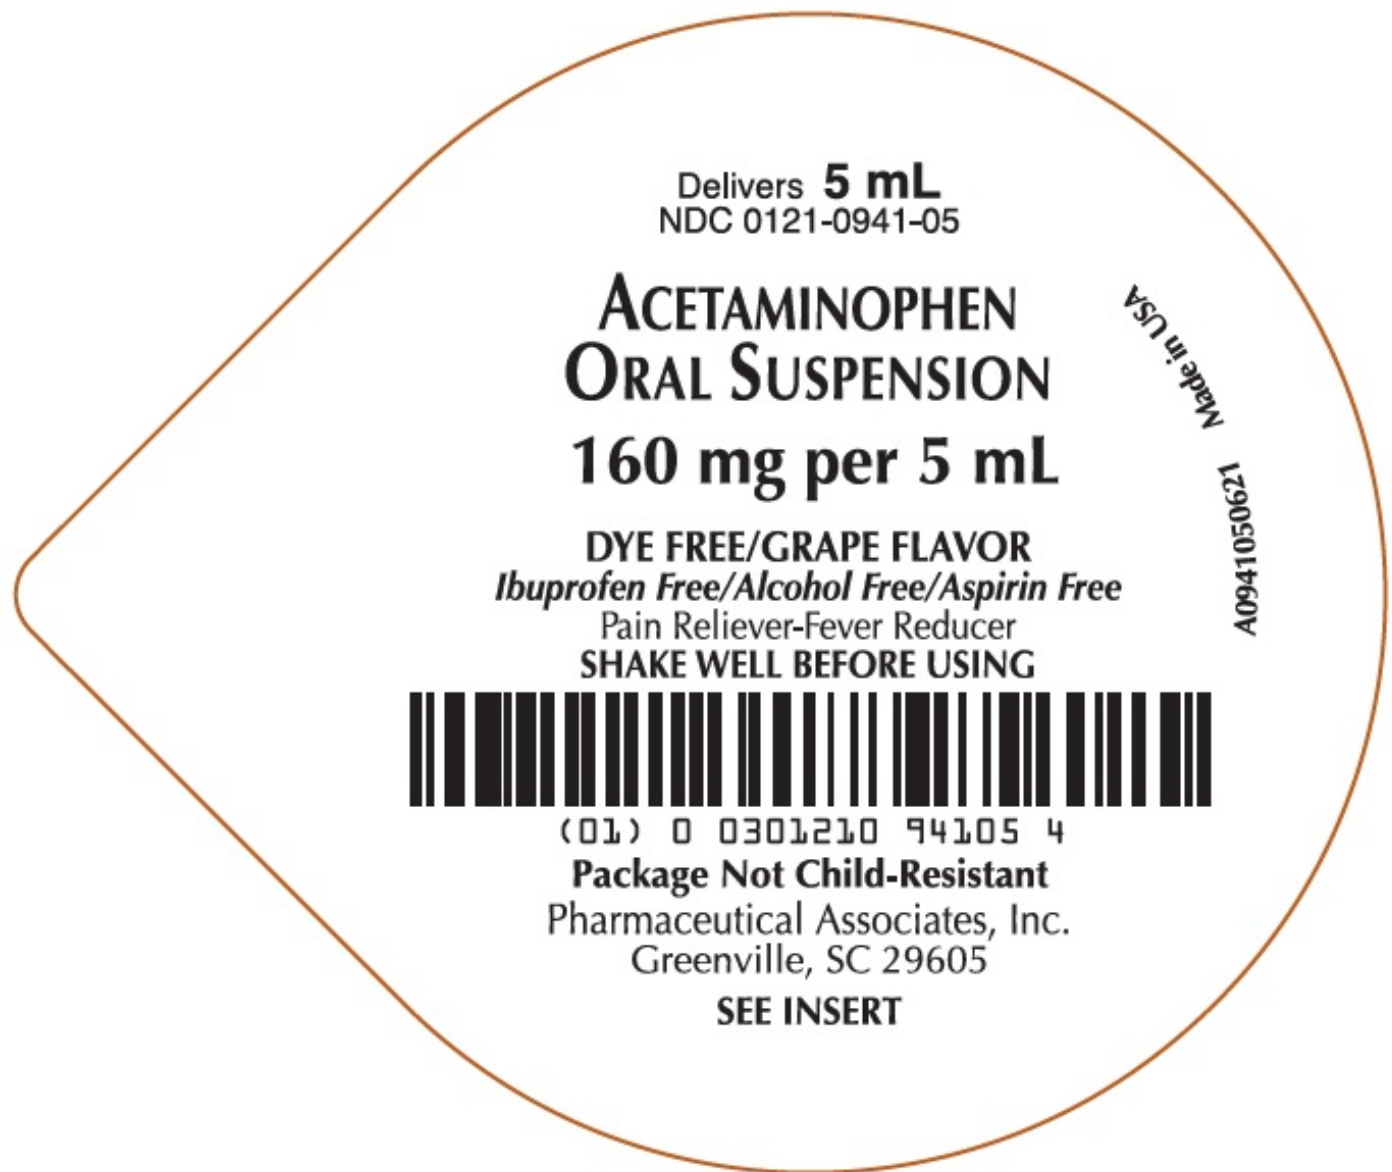 Delivers 5 mL
NDC 0121-0941-05
ACETAMINOPHEN
ORAL SUSPENSION
160 mg per 5 mL
DYE FREE/GRAPE FLAVOR
Ibuprofen Free/Alcohol Free/Aspirin Free
Pain Reliever-Fever Reducer
SHAKE WELL BEFORE USING
(01) 0 0301210 94105 4
Package Not Child-Resistant
Pharmaceutical Associates, Inc.
Greenville, SC 29605
SEE INSERT
A0941050621 Made in USA